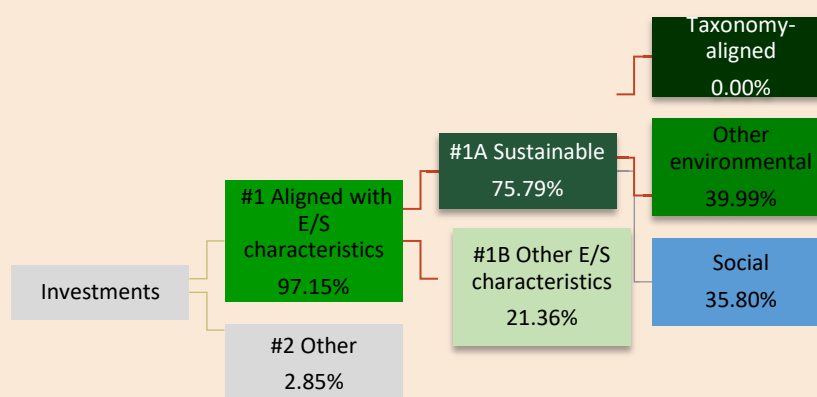 Taxonomy-
aligned
0.00%
#1A Sustainable
75.79%
Other
environmental
39.99%
#1 Aligned with
E/S
characteristics
97.15%
#1B Other E/S
characteristics
21.36%
Social
35.80%
Investments
#2 Other
2.85%